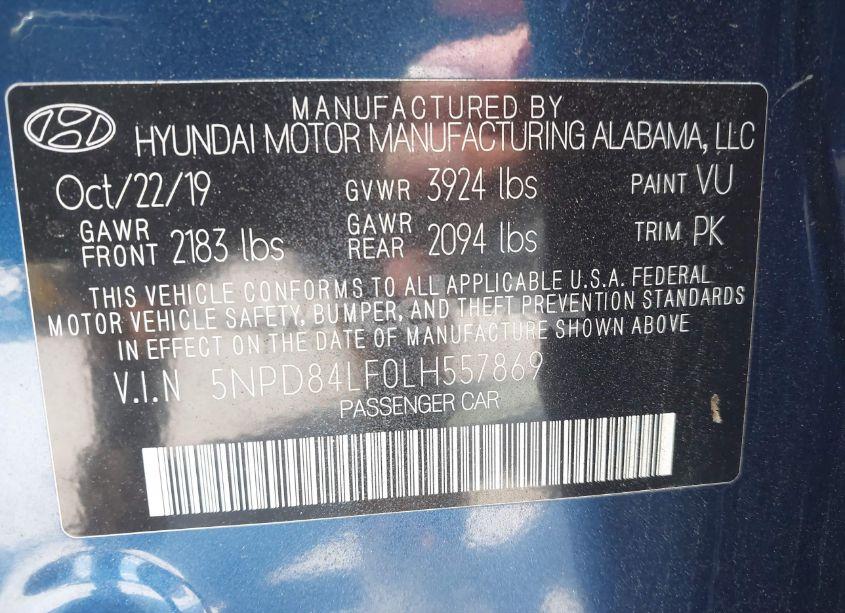 MANUFACTURED BY
HYUNDAI MOTOR MANUFACTURING ALABAMA, LLC
Oct/22/19 GVWR 3924 lbs PAINT VU
GAWR FRONT 2183 lbs GAWR REAR 2094 lbs TRIM PK
THIS VEHICLE CONFORMS TO ALL APPLICABLE U.S.A. FEDERAL
MOTOR VEHICLE SAFETY, BUMPER, AND THEFT PREVENTION STANDARDS
IN EFFECT ON THE DATE OF MANUFACTURE SHOWN ABOVE
V.I.N 5NPD84LF0LH557869
PASSENGER CAR